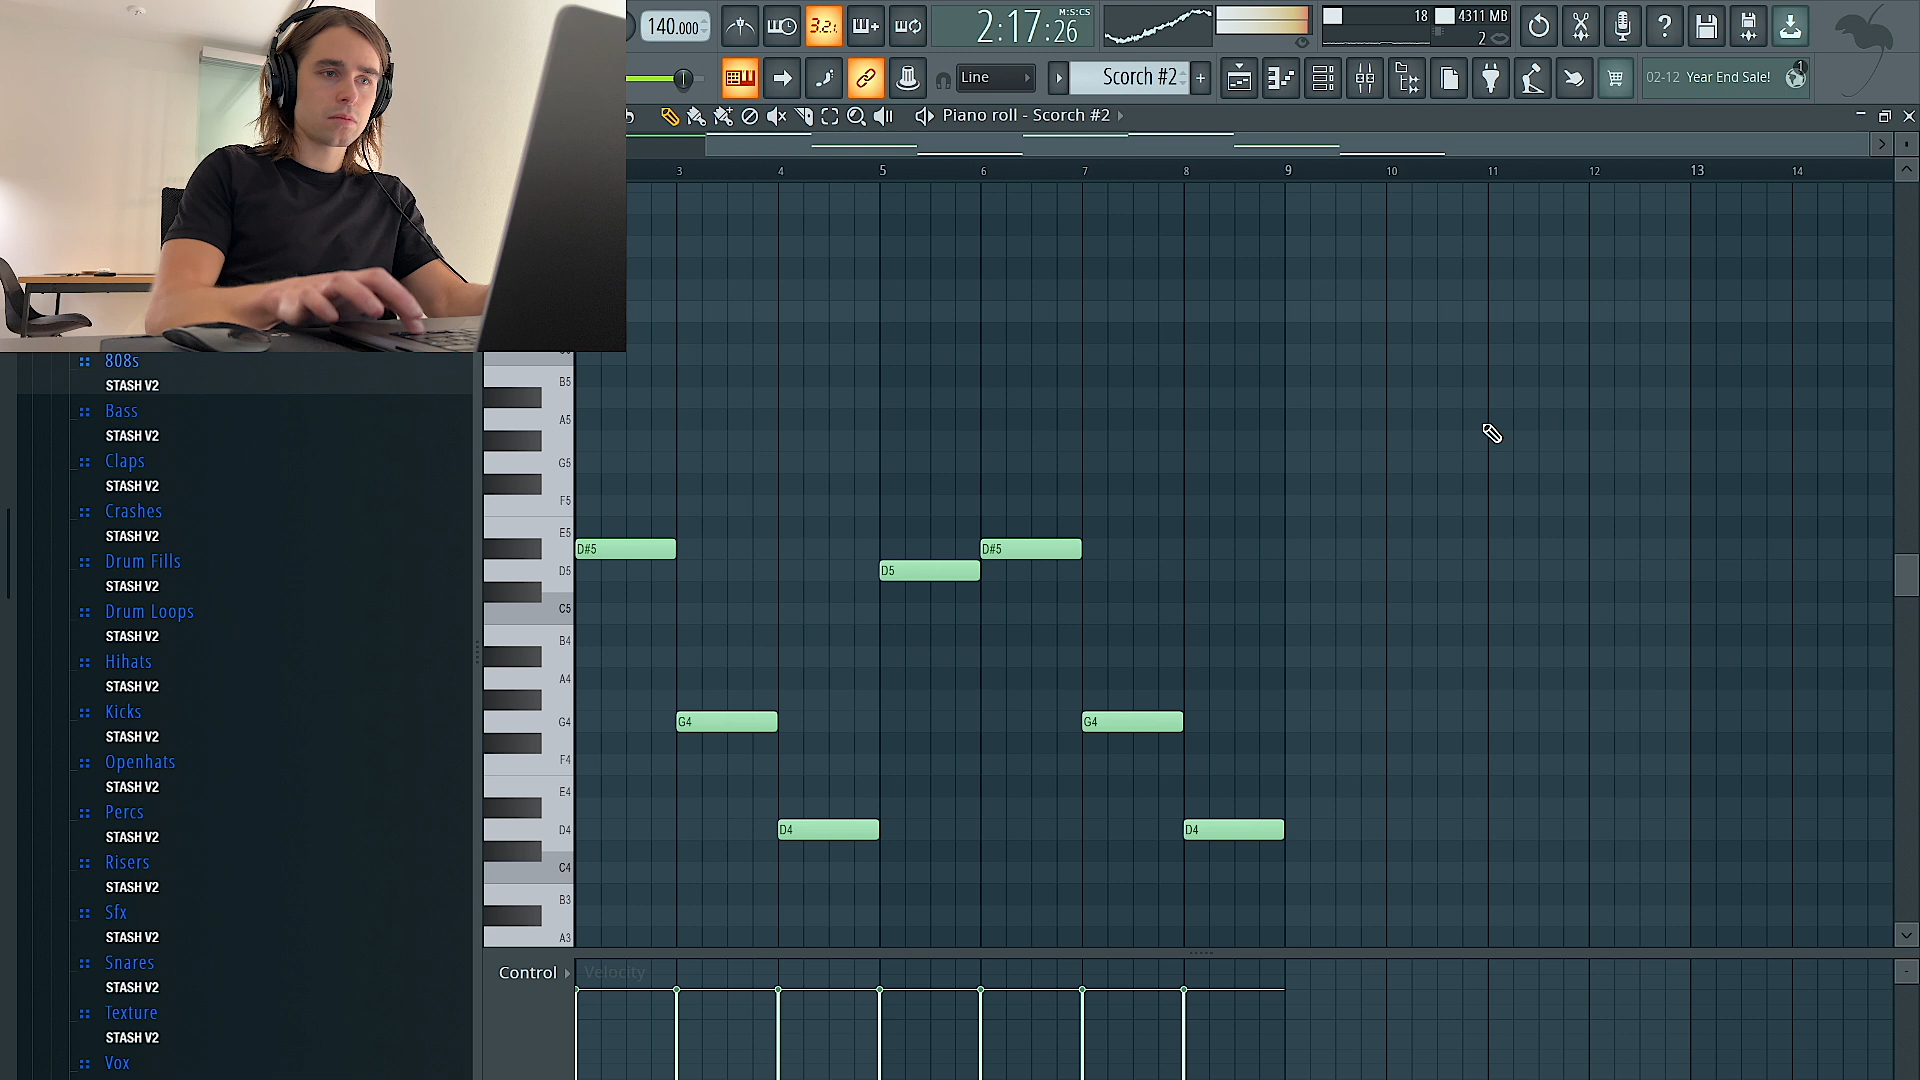 140.000
3.2.
2:17:26
M:S:CS
18
4311 MB
2
Line
Scorch #2
02-12 Year End Sale!
1
Piano roll - Scorch #2
3 4 5 6 7 8 9 10 11 12 13 14
808s
STASH V2
Bass
STASH V2
Claps
STASH V2
Crashes
STASH V2
Drum Fills
STASH V2
Drum Loops
STASH V2
Hihats
STASH V2
Kicks
STASH V2
Openhats
STASH V2
Percs
STASH V2
Risers
STASH V2
Sfx
STASH V2
Snares
STASH V2
Texture
STASH V2
Vox
B5
A5
G5
F5
E5
D#5
D#5
D5
D5
C5
B4
A4
G4
G4
G4
F4
E4
D4
D4
D4
C4
B3
A3
Control
Velocity